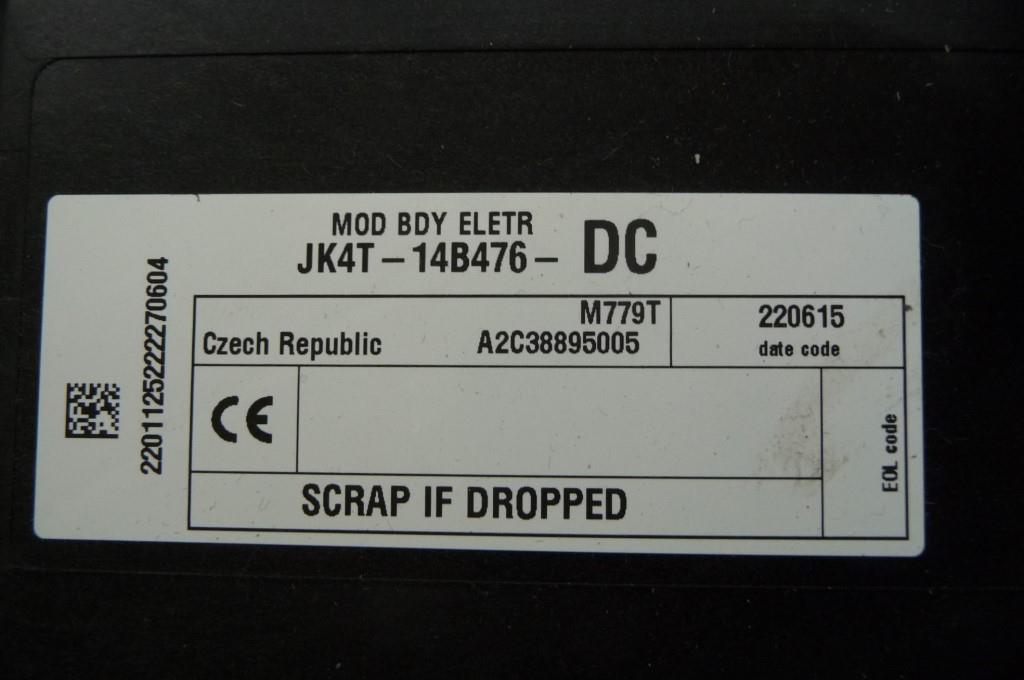 MOD BDY ELETR
JK4T-14B476- DC
2201125222270604
M779T
Czech Republic A2C38895005
220615
date code
CE
EOL code
SCRAP IF DROPPED